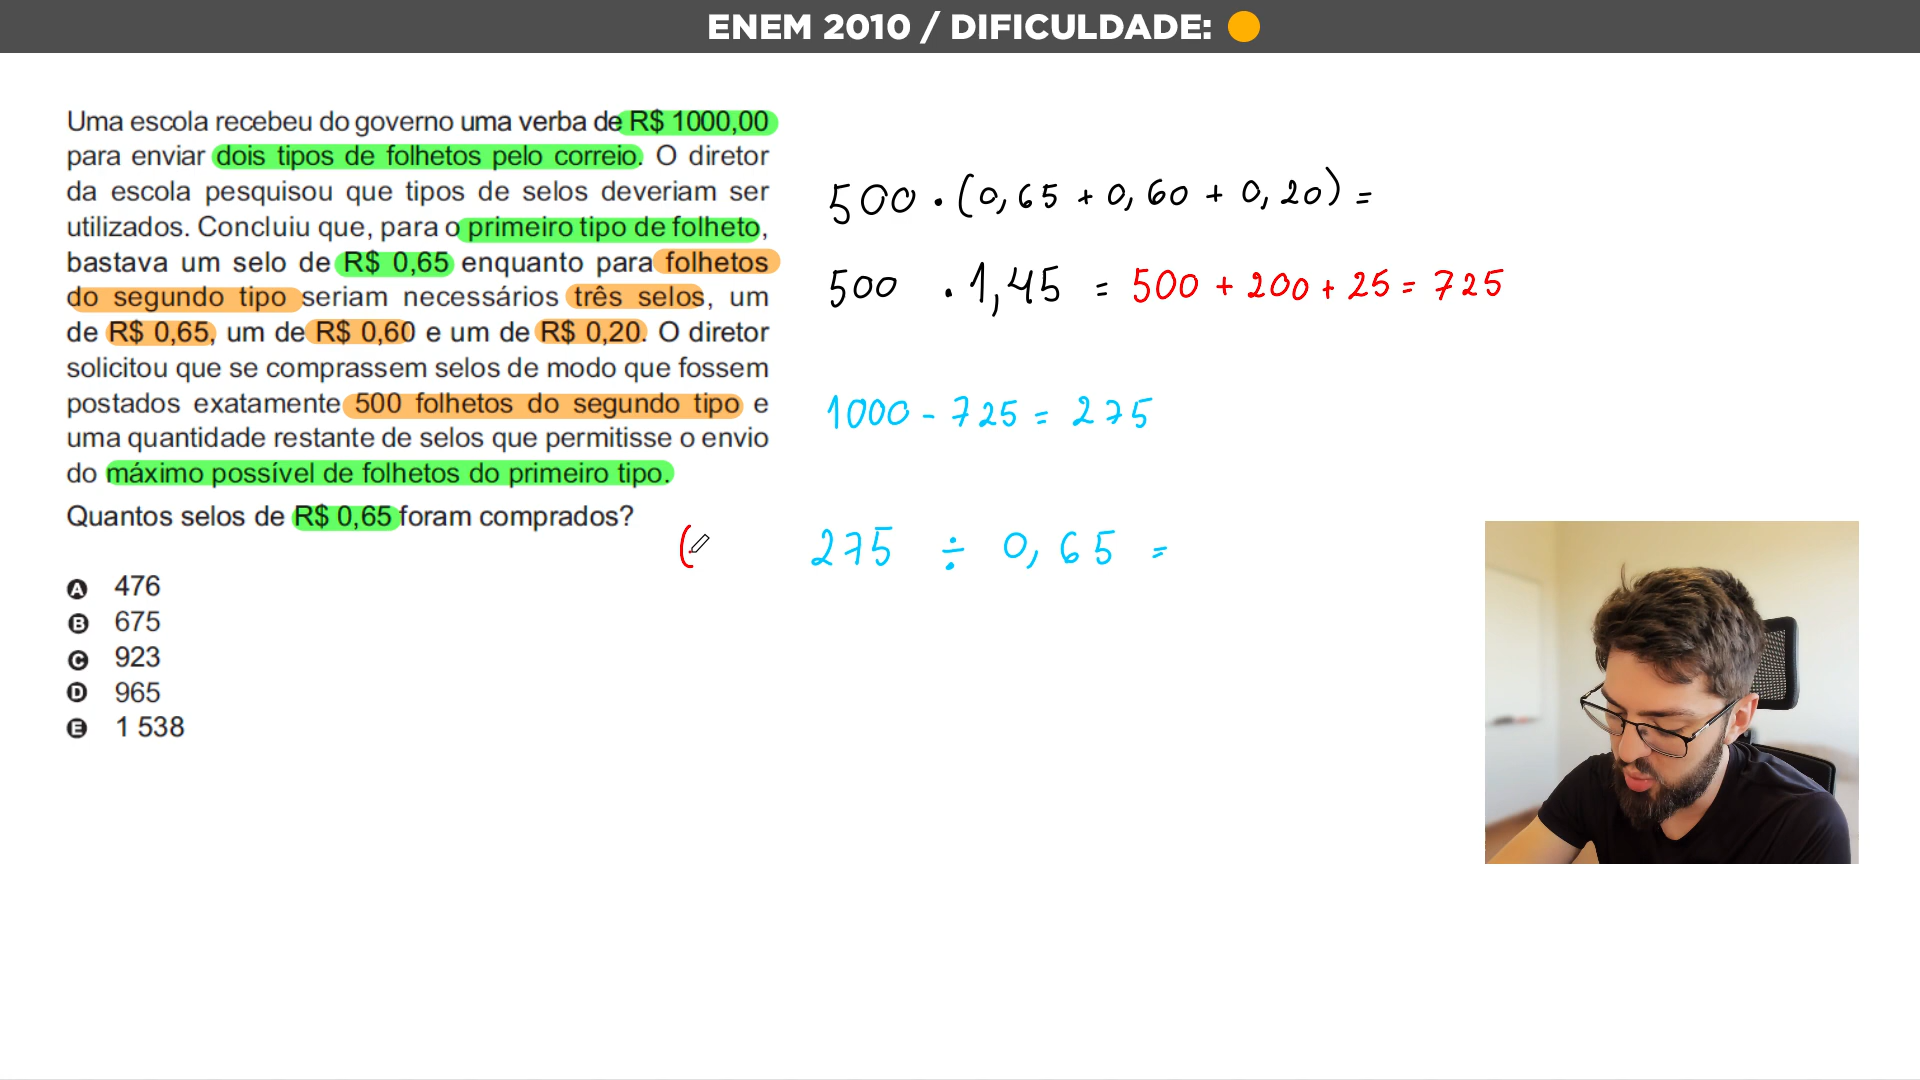 ENEM 2010 / DIFICULDADE:
Uma escola recebeu do governo uma verba de R$ 1000,00
para enviar dois tipos de folhetos pelo correio. O diretor
da escola pesquisou que tipos de selos deveriam ser
utilizados. Concluiu que, para o primeiro tipo de folheto,
bastava um selo de R$ 0,65 enquanto para folhetos
do segundo tipo seriam necessários três selos, um
de R$ 0,65, um de R$ 0,60 e um de R$ 0,20. O diretor
solicitou que se comprassem selos de modo que fossem
postados exatamente 500 folhetos do segundo tipo e
uma quantidade restante de selos que permitisse o envio
do máximo possível de folhetos do primeiro tipo.
Quantos selos de R$ 0,65 foram comprados?
A 476
B 675
C 923
D 965
E 1 538
500 . (0,65 + 0,60 + 0,20) =
500 . 1,45 = 500 + 200 + 25 = 725
1000 - 725 = 275
( 275 ÷ 0,65 =